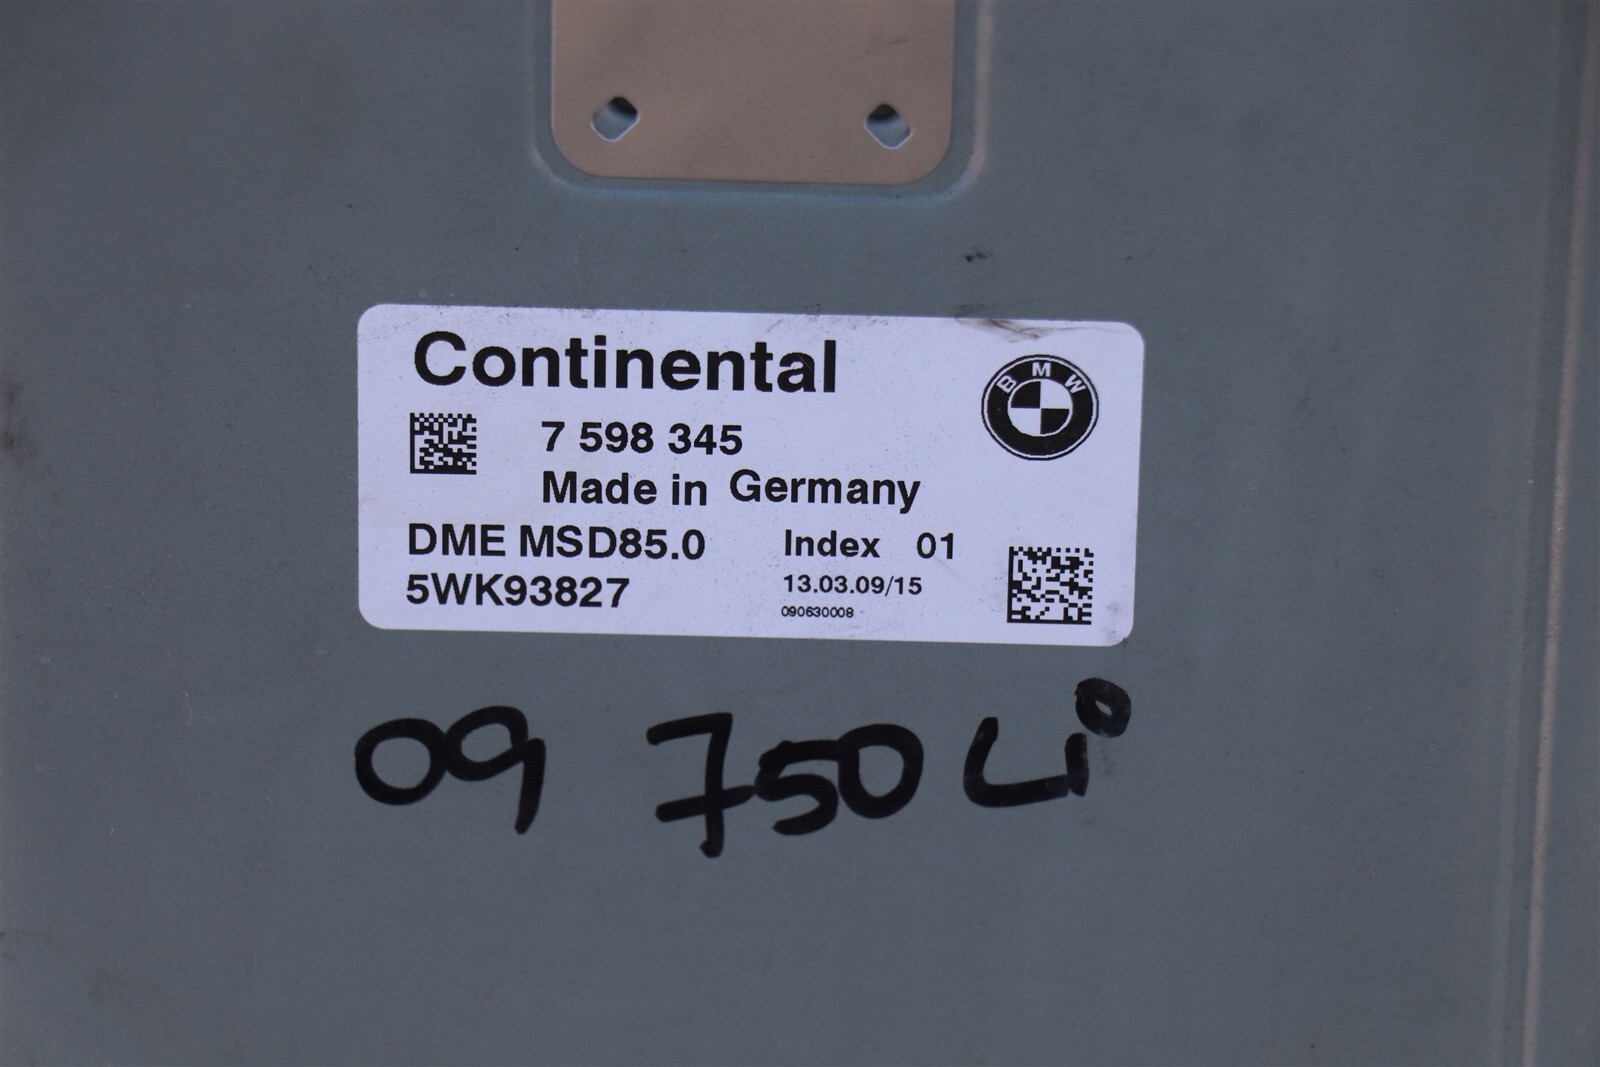 Continental
BMW
7 598 345
Made in Germany
DME MSD85.0 Index 01
5WK93827 13.03.09/15
090630008
09 750Li